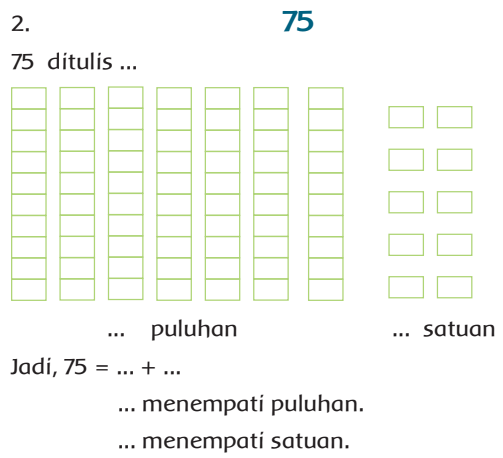 2. 75
75 ditulis ...
... puluhan ... satuan
Jadi, 75 = ... + ...
... menempati puluhan.
... menempati satuan.